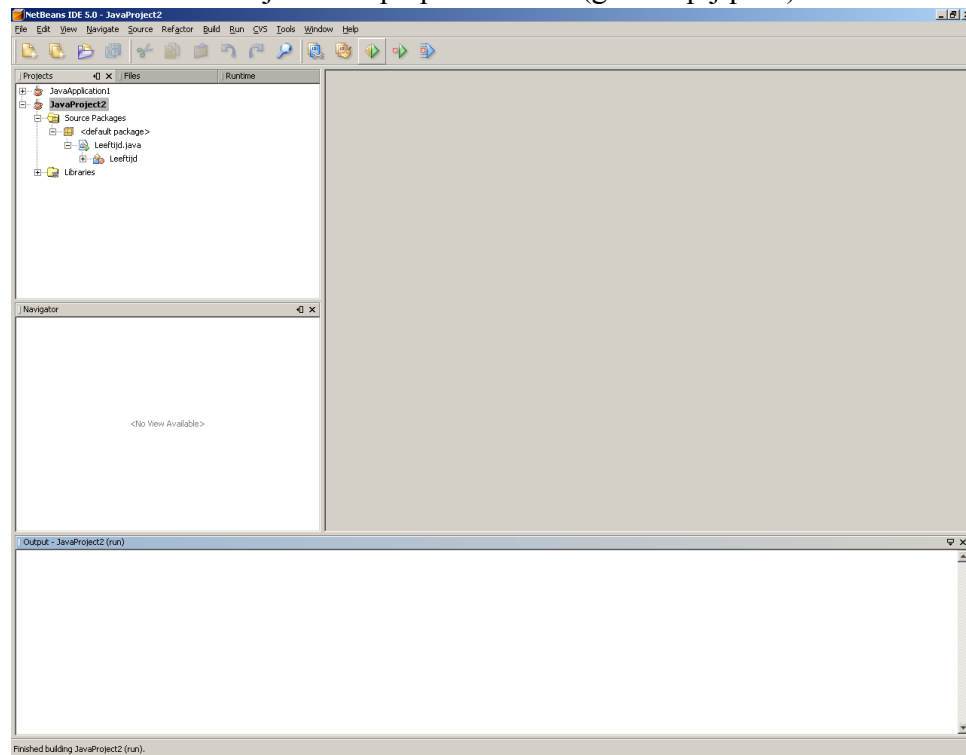 NetBeans IDE 5.0 - JavaProject2
File Edit View Navigate Source Refactor Build Run CVS Tools Window Help
Projects Files Runtime
JavaApplication1
JavaProject2
Source Packages
<default package>
Leeftijd.java
Leeftijd
Libraries
Navigator
<No View Available>
Output - JavaProject2 (run)
Finished building JavaProject2 (run).